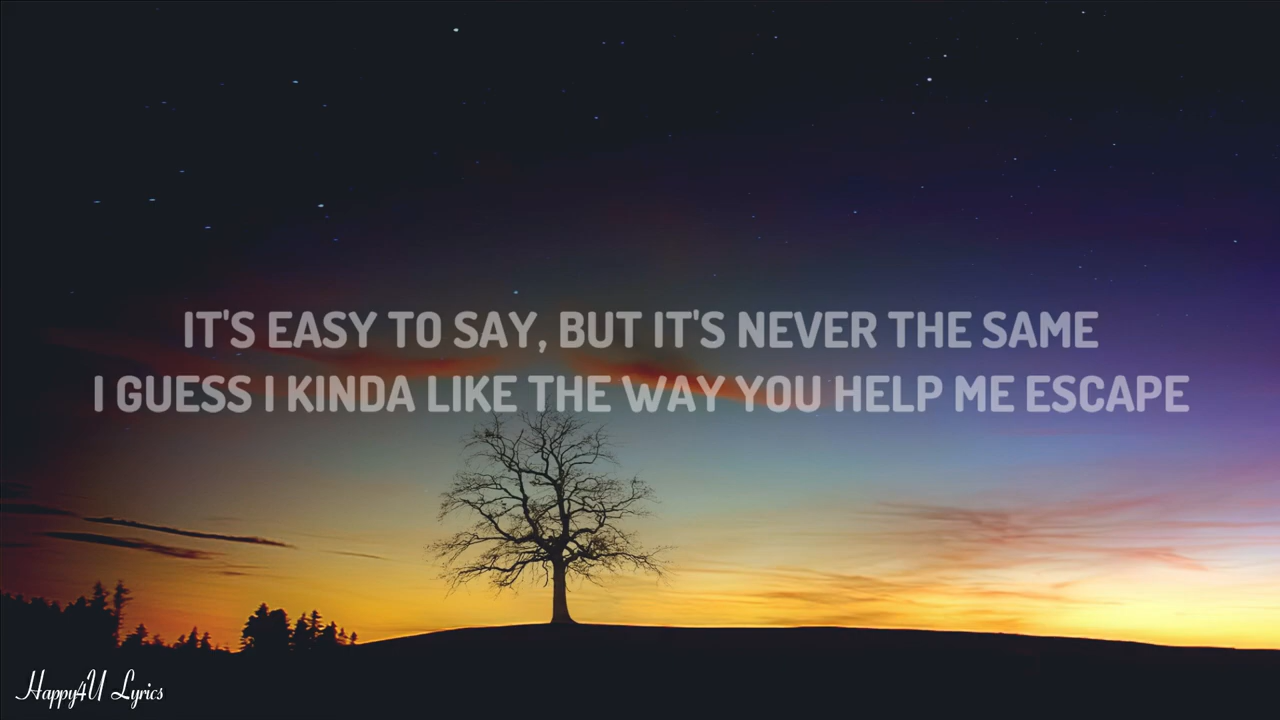 IT'S EASY TO SAY, BUT IT'S NEVER THE SAME
I GUESS I KINDA LIKE THE WAY YOU HELP ME ESCAPE
Happy4U Lyrics